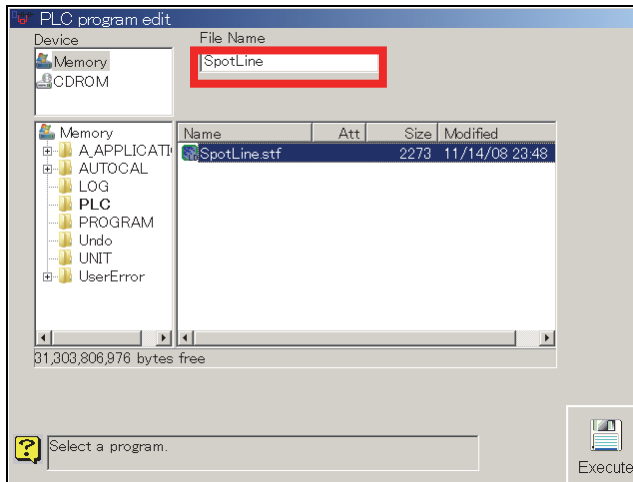 PLC program edit
Device
File Name
Memory
CDROM
SpotLine
Memory
A_APPLICATI
AUTOCAL
LOG
PLC
PROGRAM
Undo
UNIT
UserError
Name Att Size Modified
SpotLine.stf 2273 11/14/08 23:48
31,303,806,976 bytes free
Select a program.
Execute